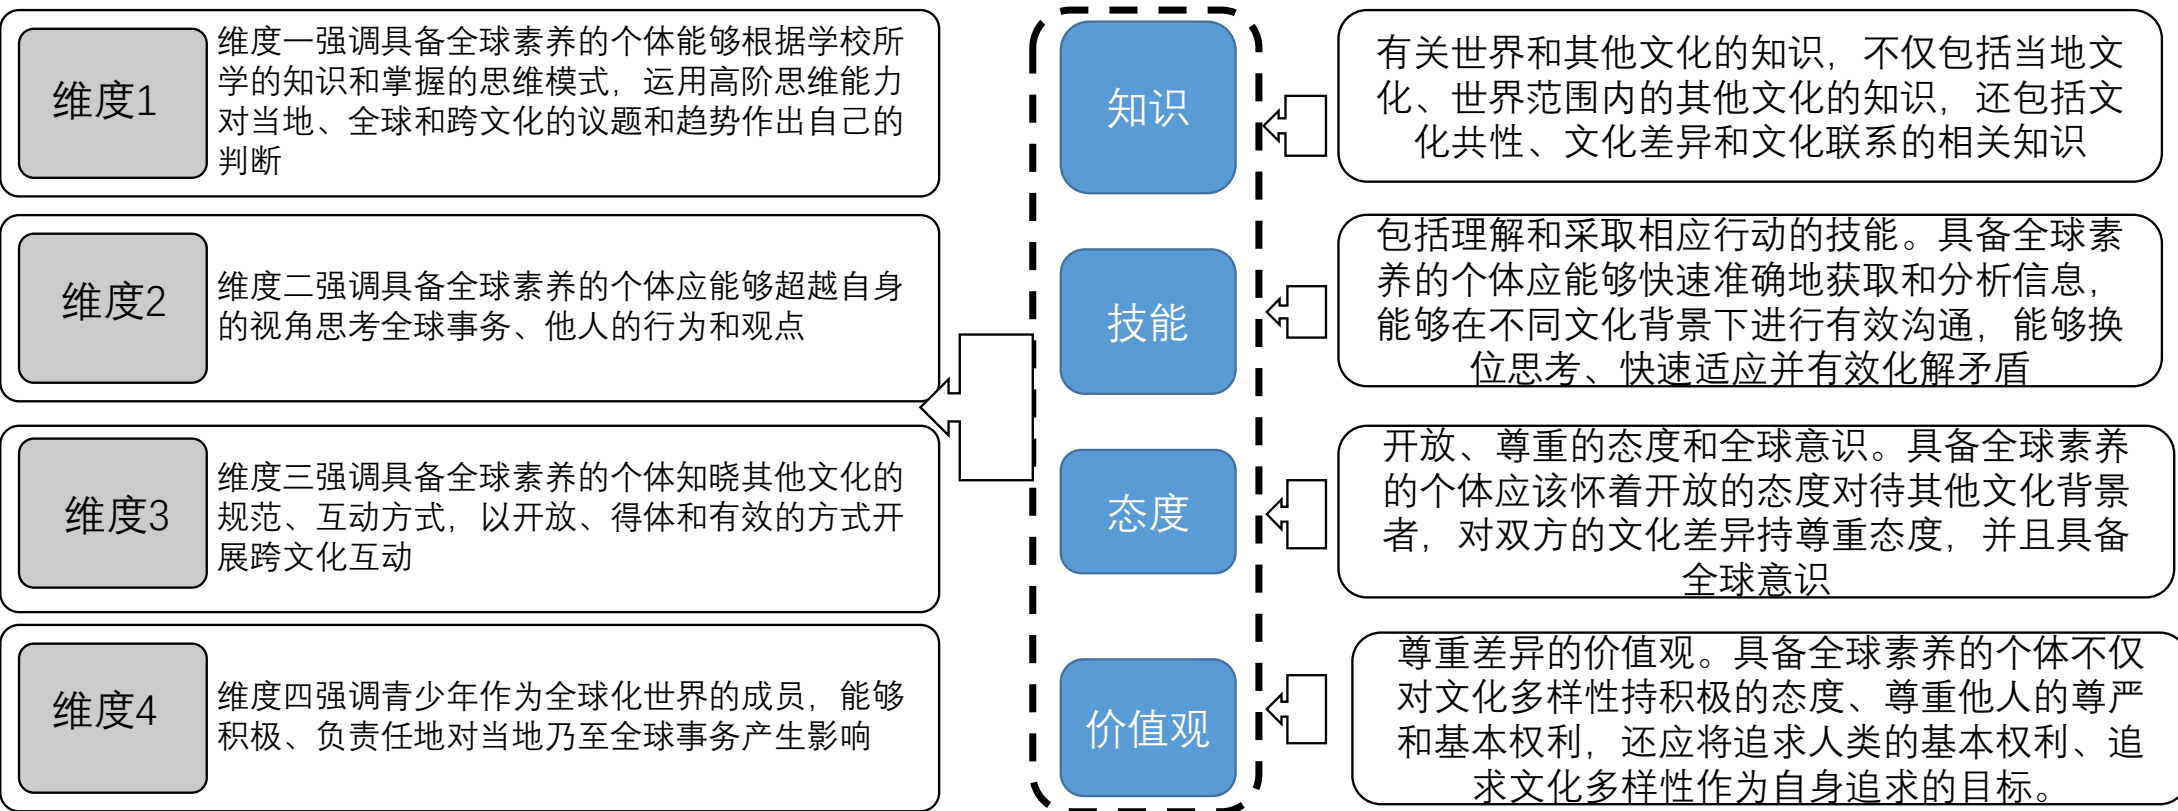 维度1
维度一强调具备全球素养的个体能够根据学校所
学的知识和掌握的思维模式，运用高阶思维能力
对当地、全球和跨文化的议题和趋势作出自己的
判断
维度2
维度二强调具备全球素养的个体应能够超越自身
的视角思考全球事务、他人的行为和观点
维度3
维度三强调具备全球素养的个体知晓其他文化的
规范、互动方式，以开放、得体和有效的方式开
展跨文化互动
维度4
维度四强调青少年作为全球化世界的成员，能够
积极、负责任地对当地乃至全球事务产生影响
知识
技能
态度
价值观
有关世界和其他文化的知识，不仅包括当地文
化、世界范围内的其他文化的知识，还包括文
化共性、文化差异和文化联系的相关知识
包括理解和采取相应行动的技能。具备全球素
养的个体应能够快速准确地获取和分析信息，
能够在不同文化背景下进行有效沟通，能够换
位思考、快速适应并有效化解矛盾
开放、尊重的态度和全球意识。具备全球素养
的个体应该怀着开放的态度对待其他文化背景
者，对双方的文化差异持尊重态度，并且具备
全球意识
尊重差异的价值观。具备全球素养的个体不仅
对文化多样性持积极的态度、尊重他人的尊严
和基本权利，还应将追求人类的基本权利、追
求文化多样性作为自身追求的目标。